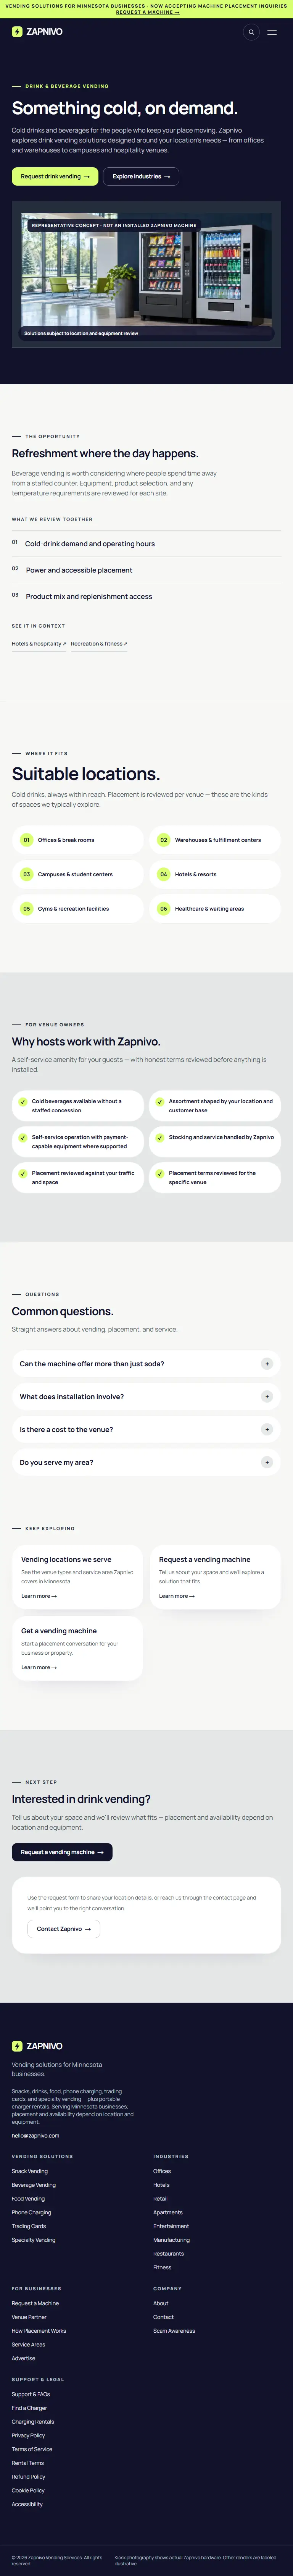 VENDING SOLUTIONS FOR MINNESOTA BUSINESSES · NOW ACCEPTING MACHINE PLACEMENT INQUIRIES
REQUEST A MACHINE →
ZAPNIVO
DRINK & BEVERAGE VENDING
Something cold, on demand.
Cold drinks and beverages for the people who keep your place moving. Zapnivo
explores drink vending solutions designed around your location's needs — from offices
and warehouses to campuses and hospitality venues.
Request drink vending →
Explore industries →
REPRESENTATIVE CONCEPT · NOT AN INSTALLED ZAPNIVO MACHINE
Solutions subject to location and equipment review
THE OPPORTUNITY
Refreshment where the day happens.
Beverage vending is worth considering where people spend time away
from a staffed counter. Equipment, product selection, and any
temperature requirements are reviewed for each site.
WHAT WE REVIEW TOGETHER
01 Cold-drink demand and operating hours
02 Power and accessible placement
03 Product mix and replenishment access
SEE IT IN CONTEXT
Hotels & hospitality ↗ Recreation & fitness ↗
WHERE IT FITS
Suitable locations.
Cold drinks, always within reach. Placement is reviewed per venue — these are the kinds
of spaces we typically explore.
01 Offices & break rooms
02 Warehouses & fulfillment centers
03 Campuses & student centers
04 Hotels & resorts
05 Gyms & recreation facilities
06 Healthcare & waiting areas
FOR VENUE OWNERS
Why hosts work with Zapnivo.
A self-service amenity for your guests — with honest terms reviewed before anything is
installed.
✓ Cold beverages available without a
staffed concession
✓ Assortment shaped by your location and
customer base
✓ Self-service operation with payment-
capable equipment where supported
✓ Stocking and service handled by Zapnivo
✓ Placement reviewed against your traffic
and space
✓ Placement terms reviewed for the
specific venue
QUESTIONS
Common questions.
Straight answers about vending, placement, and service.
Can the machine offer more than just soda? +
What does installation involve? +
Is there a cost to the venue? +
Do you serve my area? +
KEEP EXPLORING
Vending locations we serve
See the venue types and service area Zapnivo
covers in Minnesota.
Learn more →
Request a vending machine
Tell us about your space and we'll explore a
solution that fits.
Learn more →
Get a vending machine
Start a placement conversation for your
business or property.
Learn more →
NEXT STEP
Interested in drink vending?
Tell us about your space and we'll review what fits — placement and availability depend on
location and equipment.
Request a vending machine →
Use the request form to share your location details, or reach us through the contact page and
we'll point you to the right conversation.
Contact Zapnivo →
ZAPNIVO
Vending solutions for Minnesota
businesses.
Snacks, drinks, food, phone charging, trading
cards, and specialty vending — plus portable
charger rentals. Serving Minnesota businesses;
placement and availability depend on location and
equipment.
hello@zapnivo.com
VENDING SOLUTIONS
Snack Vending
Beverage Vending
Food Vending
Phone Charging
Trading Cards
Specialty Vending
INDUSTRIES
Offices
Hotels
Retail
Apartments
Entertainment
Manufacturing
Restaurants
Fitness
FOR BUSINESSES
Request a Machine
Venue Partner
How Placement Works
Service Areas
Advertise
COMPANY
About
Contact
Scam Awareness
SUPPORT & LEGAL
Support & FAQs
Find a Charger
Charging Rentals
Privacy Policy
Terms of Service
Rental Terms
Refund Policy
Cookie Policy
Accessibility
© 2026 Zapnivo Vending Services. All rights
reserved.
Kiosk photography shows actual Zapnivo hardware. Other renders are labeled
illustrative.